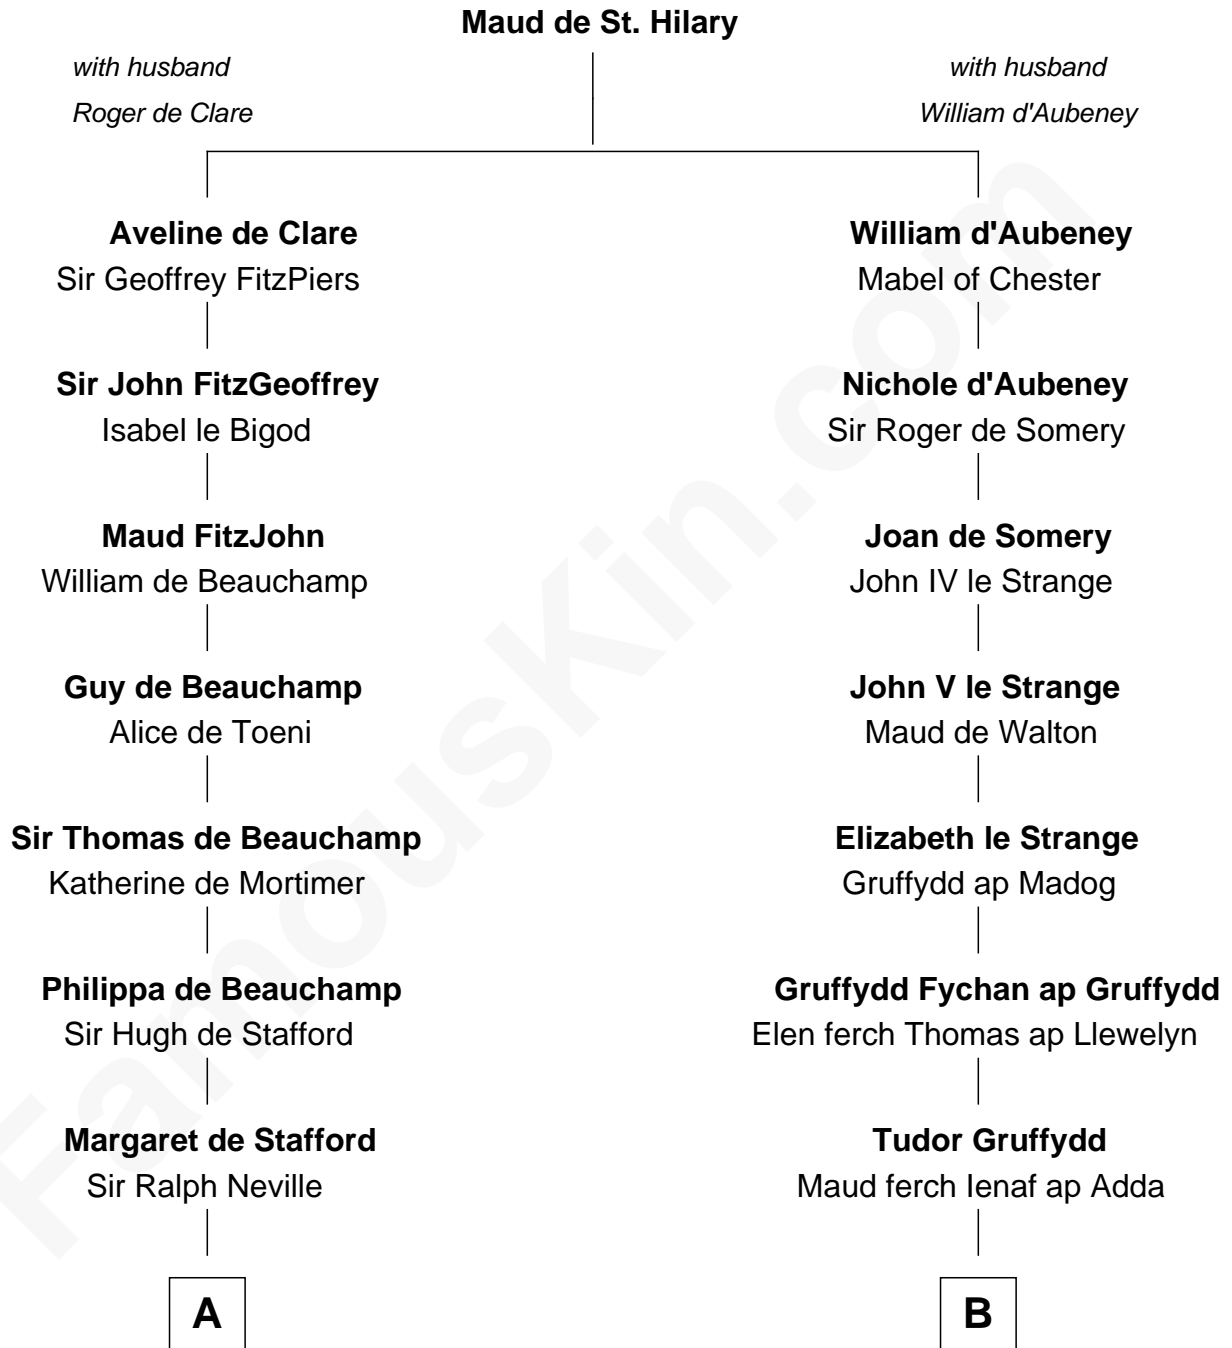 Maud de St. Hilary
with husband
Roger de Clare
with husband
William d'Aubeney
Aveline de Clare
Sir Geoffrey FitzPiers
William d'Aubeney
Mabel of Chester
Sir John FitzGeoffrey
Isabel le Bigod
Nichole d'Aubeney
Sir Roger de Somery
Maud FitzJohn
William de Beauchamp
Joan de Somery
John IV le Strange
Guy de Beauchamp
Alice de Toeni
John V le Strange
Maud de Walton
Sir Thomas de Beauchamp
Katherine de Mortimer
Elizabeth le Strange
Gruffydd ap Madog
Philippa de Beauchamp
Sir Hugh de Stafford
Gruffydd Fychan ap Gruffydd
Elen ferch Thomas ap Llewelyn
Margaret de Stafford
Sir Ralph Neville
Tudor Gruffydd
Maud ferch Ienaf ap Adda
A
B
FamousKin.com